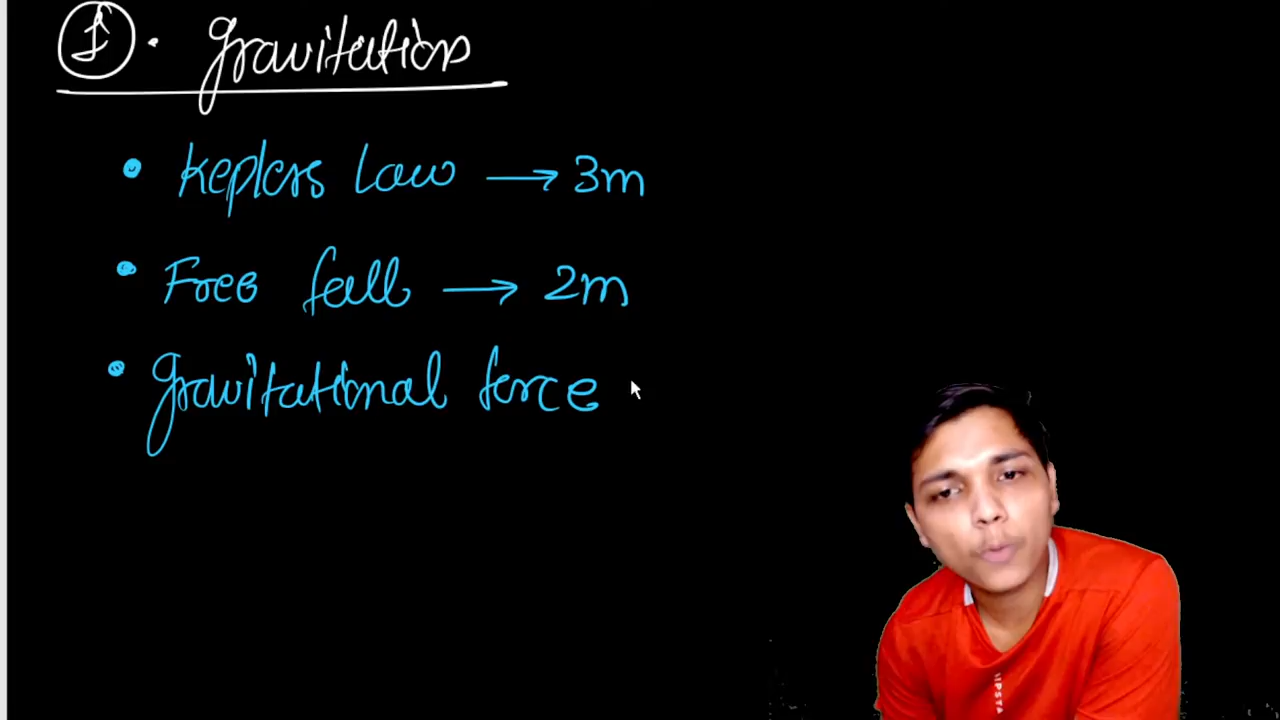 1. Gravitation
• Keplers Law → 3m
• Free fall → 2m
• Gravitational force